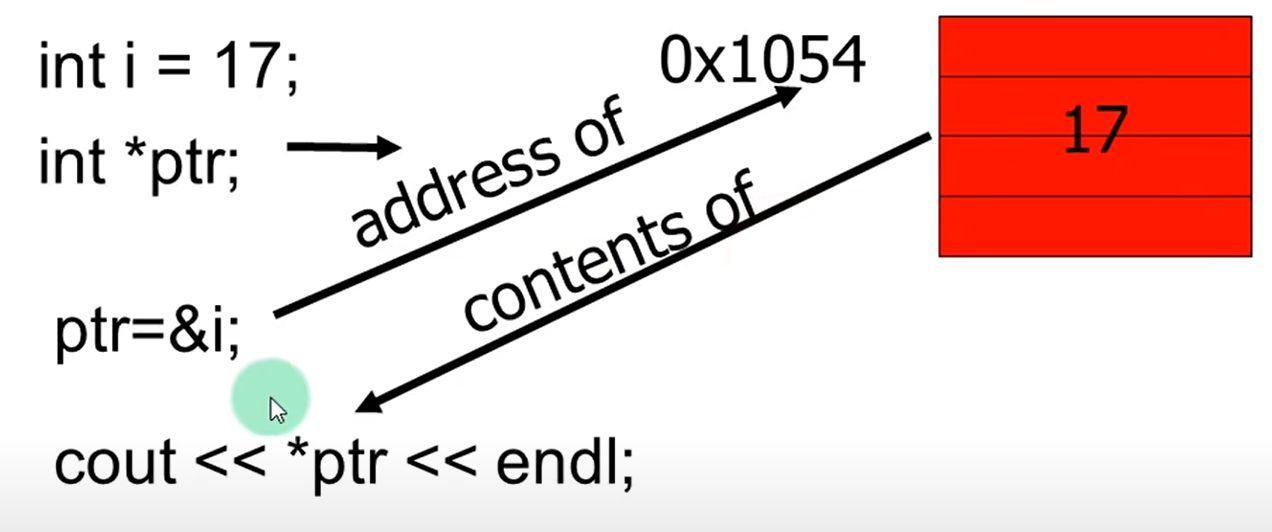 int i = 17;
0x1054
int *ptr;
17
address of
contents of
ptr=&i;
cout << *ptr << endl;